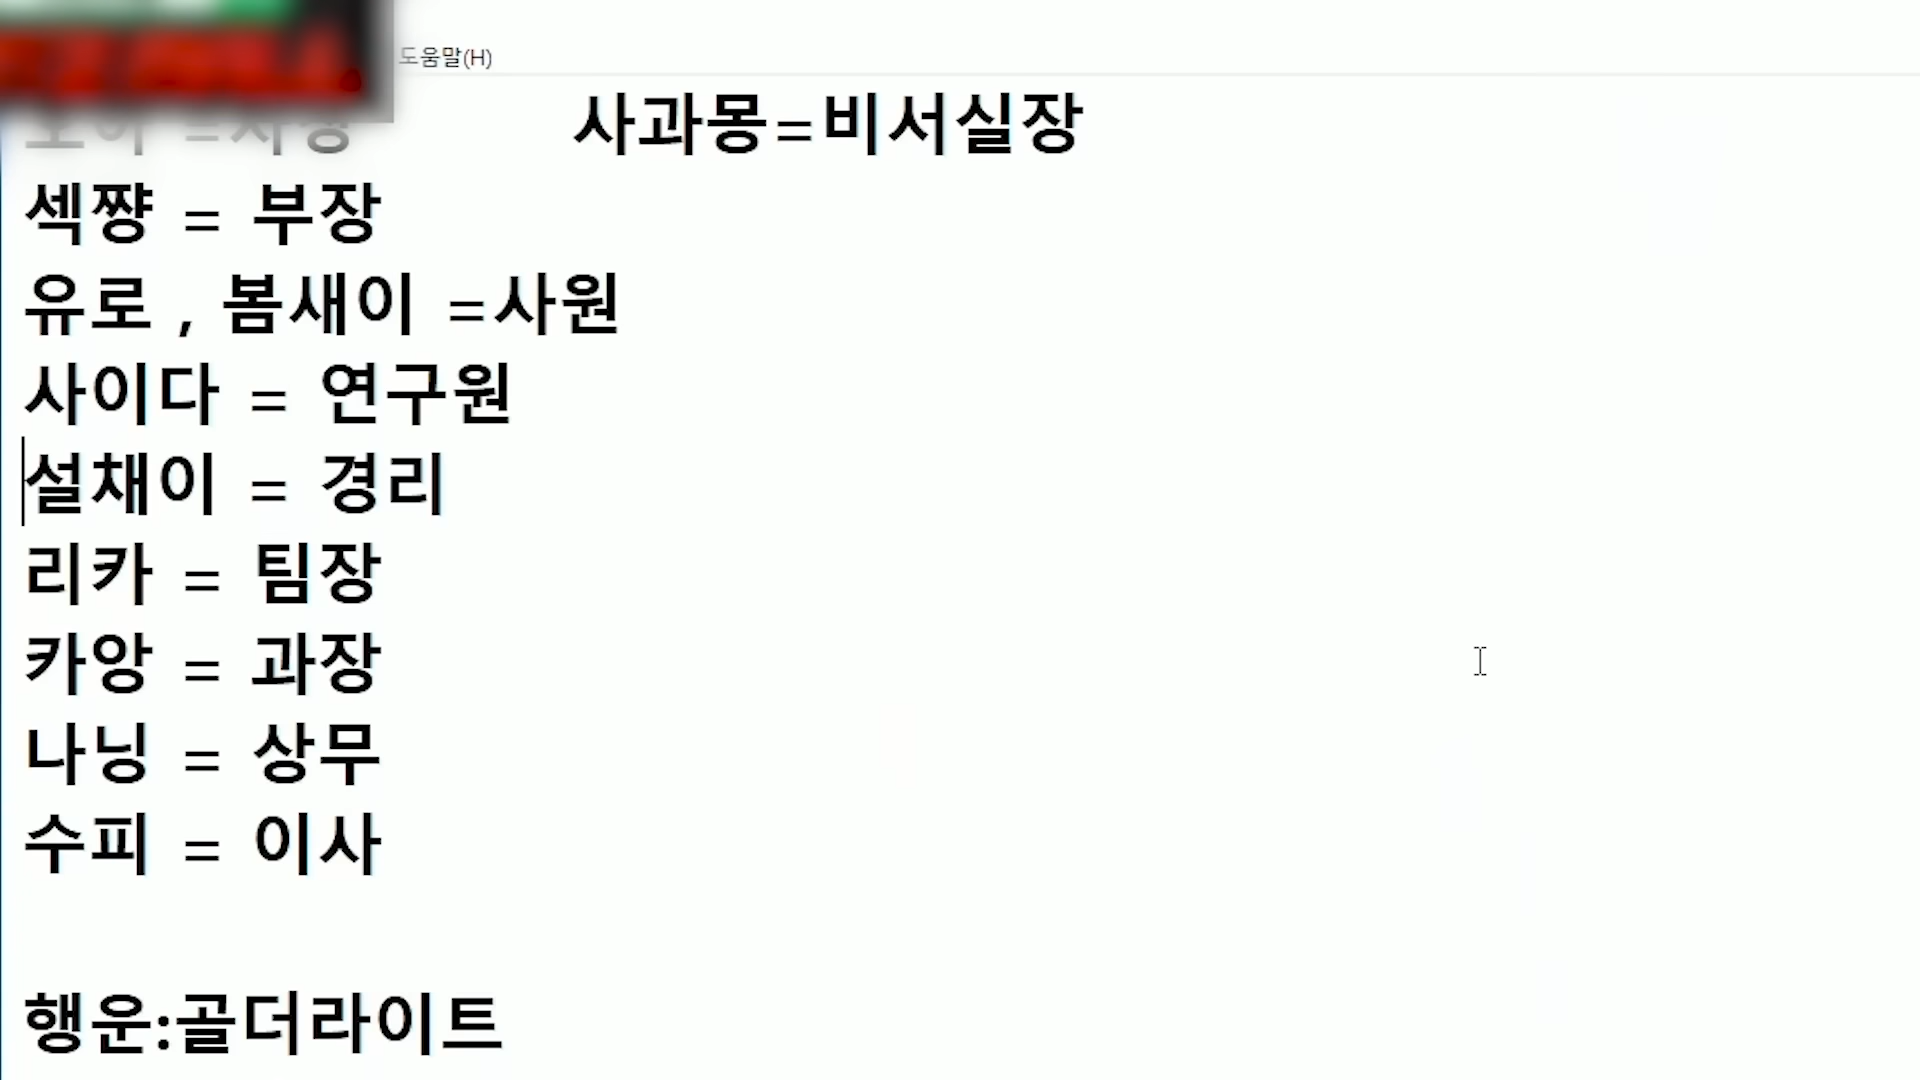 도움말(H)
사과몽=비서실장
섹쨩 = 부장
유로 , 봄새이 =사원
사이다 = 연구원
설채이 = 경리
리카 = 팀장
카앙 = 과장
나닝 = 상무
수피 = 이사
행운:골더라이트